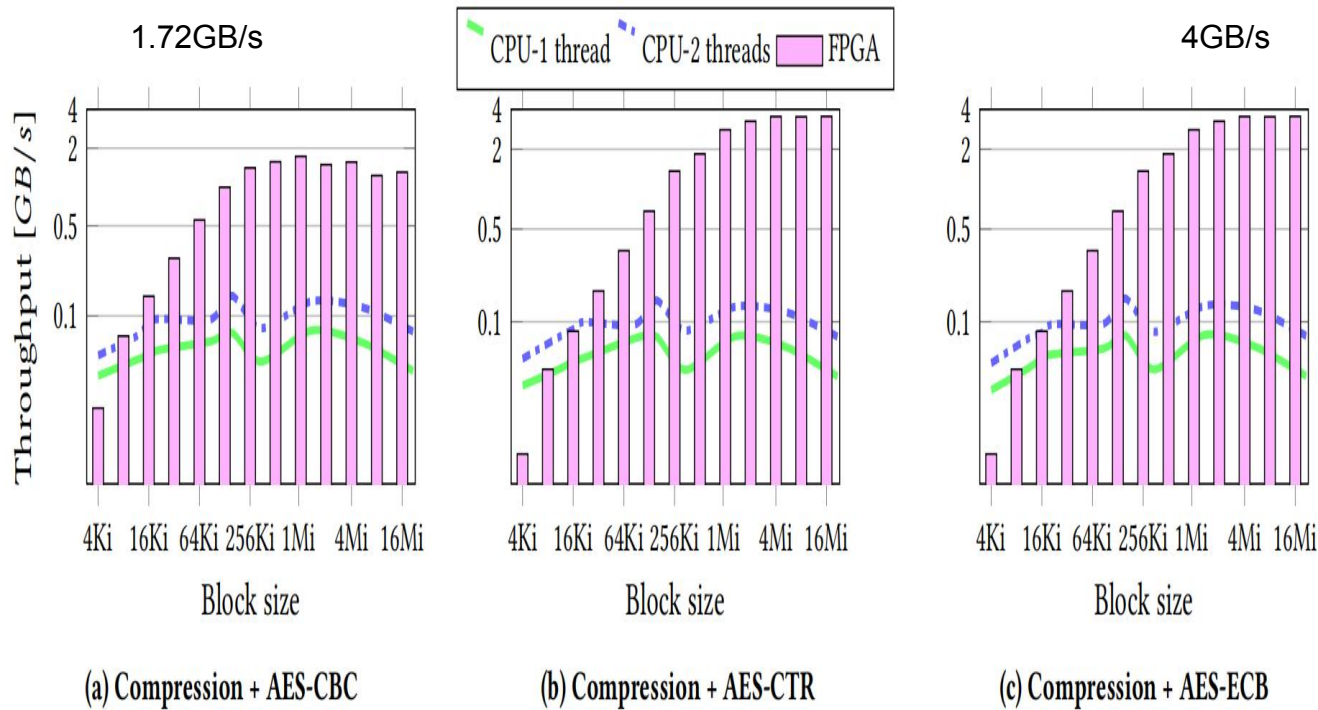 1.72GB/s
CPU-1 thread CPU-2 threads FPGA
4GB/s
Throughput [GB/s]
4
2
0.5
0.1
4Ki 16Ki 64Ki 256Ki 1Mi 4Mi 16Mi
Block size
(a) Compression + AES-CBC
4
2
0.5
0.1
4Ki 16Ki 64Ki 256Ki 1Mi 4Mi 16Mi
Block size
(b) Compression + AES-CTR
4
2
0.5
0.1
4Ki 16Ki 64Ki 256Ki 1Mi 4Mi 16Mi
Block size
(c) Compression + AES-ECB